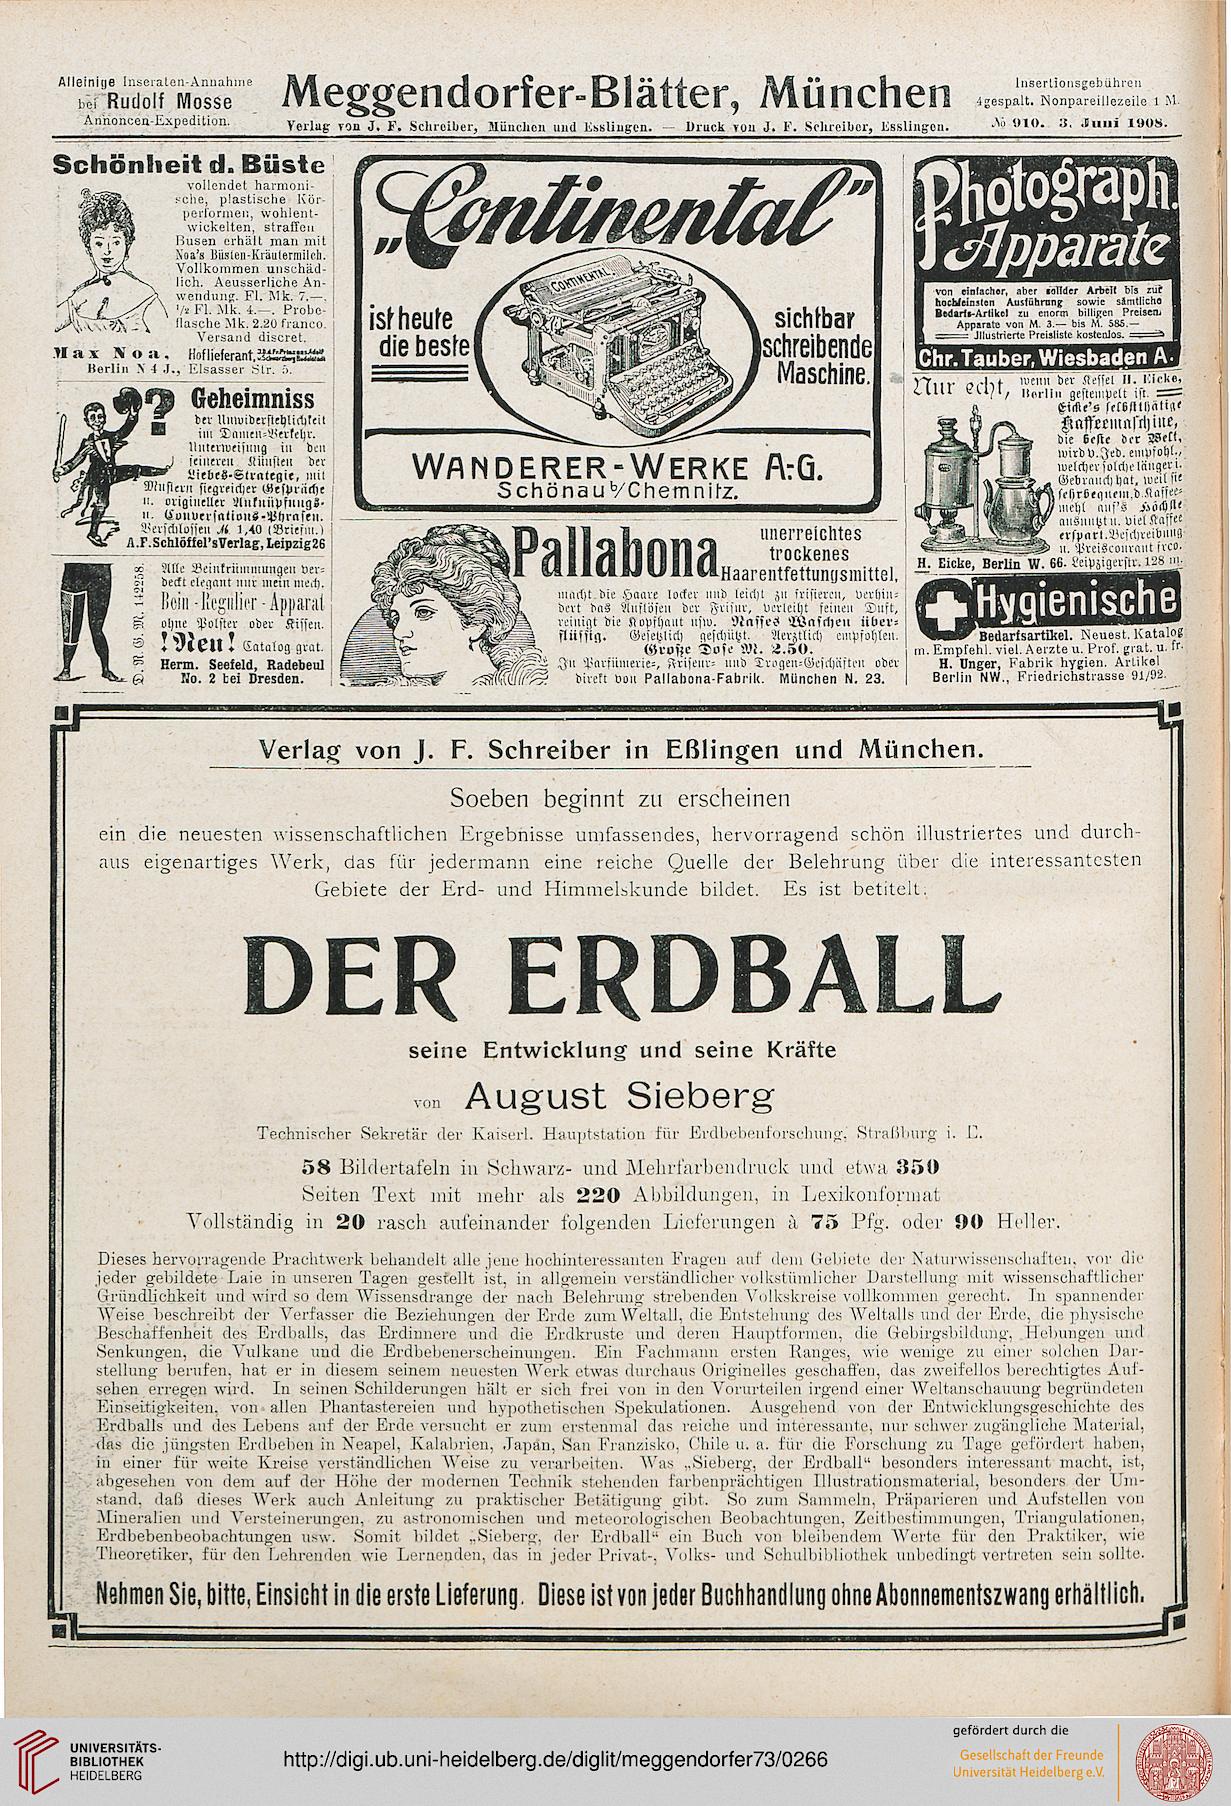 Alleinige Inseraten-Annahme
bei Rudolf Mosse
Annoncen-Expedition.
Meggendorfer-Blätter, München
Verlag von J. F. Schreiber, München und Esslingen. — Druck von J. F. Schreiber, Esslingen.
Insertionsgebühren
4gespalt. Nonpareillezeile 1 M.
№ 910. 3. Juni 1908.
Schönheit d. Büste
vollendet harmoni-
sche, plastische Kör-
performen, wohlent-
wickelten, straffen
Busen erhält man mit
Noa's Büsten-Kräutermilch.
Vollkommen unschäd-
lich. Aeusserliche An-
wendung. Fl. Mk. 7.—,
½ Fl. Mk. 4.—. Probe-
flasche Mk. 2.20 franco.
Versand discret.
Max Noa, Hoflieferant,
Berlin N 4 J., Elsasser Str. 5.
?
Geheimniss
der Unwiderstehlichkeit
im Damen-Verkehr.
Unterweisung in den
feineren Künsten der
Liebes-Strategie, mit
Mustern siegreicher Gespräche
u. origineller Anknüpfungs-
u. Conversations-Phrasen.
Verschlossen M 1,40 (Briefm.)
A.F.Schlöffel'sVerlag, Leipzig 26
D. R. G. M. 142258.
Alle Beinkrümmungen ver-
deckt elegant nur mein mech.
Bein-Regulier-Apparat
ohne Polster oder Kissen.
! Neu! Catalog grat.
Herm. Seefeld, Radebeul
No. 2 bei Dresden.
„Continental”
CONTINENTAL
ist heute
die beste
sichtbar
schreibende
Maschine.
WANDERER-WERKE A:G.
Schönau b/Chemnitz.
Pallabona
unerreichtes
trockenes
Haarentfettungsmittel,
macht die Haare locker und leicht zu frisieren, verhin-
dert das Auflösen der Frisur, verleiht feinen Duft,
reinigt die Kopfhaut usw. Nasses Waschen über-
flüssig. Gesetzlich geschützt. Aerztlich empfohlen.
Große Dose M. 2.50.
In Parfümerie-, Friseur- und Drogen-Geschäften oder
direkt von Pallabona-Fabrik. München N. 23.
Photograph.
Apparate
von einfacher, aber solider Arbeit bis zur
hochfeinsten Ausführung sowie sämtliche
Bedarfs-Artikel zu enorm billigen Preisen.
Apparate von M. 3.— bis M. 585.—
Jllustrierte Preisliste kostenlos.
Chr. Tauber, Wiesbaden A.
Nur echt, wenn der Kessel H. Eicke,
Berlin gestempelt ist.
Eicke's selbstthätige
Kaffeemaschine,
die beste der Welt,
wird v. Jed. empfohl.,
welcher solche länger i.
Gebrauch hat, weil sie
sehr bequem, d. Kaffee-
mehl auf's Höchste
ausnutzt u. viel Kaffee
erspart. Beschreibung
u. Preiscourant frco.
H. Eicke, Berlin W. 66. Leipzigerstr. 128 m.
Hygienische
Bedarfsartikel. Neuest. Katalog
m. Empfehl. viel. Aerzte u. Prof. grat. u. fr.
H. Unger, Fabrik hygien. Artikel
Berlin NW., Friedrichstrasse 91/92.
Verlag von J. F. Schreiber in Eßlingen und München.
Soeben beginnt zu erscheinen
ein die neuesten wissenschaftlichen Ergebnisse umfassendes, hervorragend schön illustriertes und durch-
aus eigenartiges Werk, das für jedermann eine reiche Quelle der Belehrung über die interessantesten
Gebiete der Erd- und Himmelskunde bildet. Es ist betitelt:
DER ERDBALL
seine Entwicklung und seine Kräfte
von August Sieberg
Technischer Sekretär der Kaiserl. Hauptstation für Erdbebenforschung, Straßburg i. E.
58 Bildertafeln in Schwarz- und Mehrfarbendruck und etwa 350
Seiten Text mit mehr als 220 Abbildungen, in Lexikonformat
Vollständig in 20 rasch aufeinander folgenden Lieferungen à 75 Pfg. oder 90 Heller.
Dieses hervorragende Prachtwerk behandelt alle jene hochinteressanten Fragen auf dem Gebiete der Naturwissenschaften, vor die
jeder gebildete Laie in unseren Tagen gestellt ist, in allgemein verständlicher volkstümlicher Darstellung mit wissenschaftlicher
Gründlichkeit und wird so dem Wissensdrange der nach Belehrung strebenden Volkskreise vollkommen gerecht. In spannender
Weise beschreibt der Verfasser die Beziehungen der Erde zum Weltall, die Entstehung des Weltalls und der Erde, die physische
Beschaffenheit des Erdballs, das Erdinnere und die Erdkruste und deren Hauptformen, die Gebirgsbildung, Hebungen und
Senkungen, die Vulkane und die Erdbebenerscheinungen. Ein Fachmann ersten Ranges, wie wenige zu einer solchen Dar-
stellung berufen, hat er in diesem seinem neuesten Werk etwas durchaus Originelles geschaffen, das zweifellos berechtigtes Auf-
sehen erregen wird. In seinen Schilderungen hält er sich frei von in den Vorurteilen irgend einer Weltanschauung begründeten
Einseitigkeiten, von allen Phantastereien und hypothetischen Spekulationen. Ausgehend von der Entwicklungsgeschichte des
Erdballs und des Lebens auf der Erde versucht er zum erstenmal das reiche und interessante, nur schwer zugängliche Material,
das die jüngsten Erdbeben in Neapel, Kalabrien, Japan, San Franzisko, Chile u. a. für die Forschung zu Tage gefördert haben,
in einer für weite Kreise verständlichen Weise zu verarbeiten. Was „Sieberg, der Erdball“ besonders interessant macht, ist,
abgesehen von dem auf der Höhe der modernen Technik stehenden farbenprächtigen Illustrationsmaterial, besonders der Um-
stand, daß dieses Werk auch Anleitung zu praktischer Betätigung gibt. So zum Sammeln, Präparieren und Aufstellen von
Mineralien und Versteinerungen, zu astronomischen und meteorologischen Beobachtungen, Zeitbestimmungen, Triangulationen,
Erdbebenbeobachtungen usw. Somit bildet „Sieberg, der Erdball“ ein Buch von bleibendem Werte für den Praktiker, wie
Theoretiker, für den Lehrenden wie Lernenden, das in jeder Privat-, Volks- und Schulbibliothek unbedingt vertreten sein sollte.
Nehmen Sie, bitte, Einsicht in die erste Lieferung. Diese ist von jeder Buchhandlung ohne Abonnementszwang erhältlich.
UNIVERSITÄTS-
BIBLIOTHEK
HEIDELBERG
http://digi.ub.uni-heidelberg.de/diglit/meggendorfer73/0266
gefördert durch die
Gesellschaft der Freunde
Universität Heidelberg e.V.